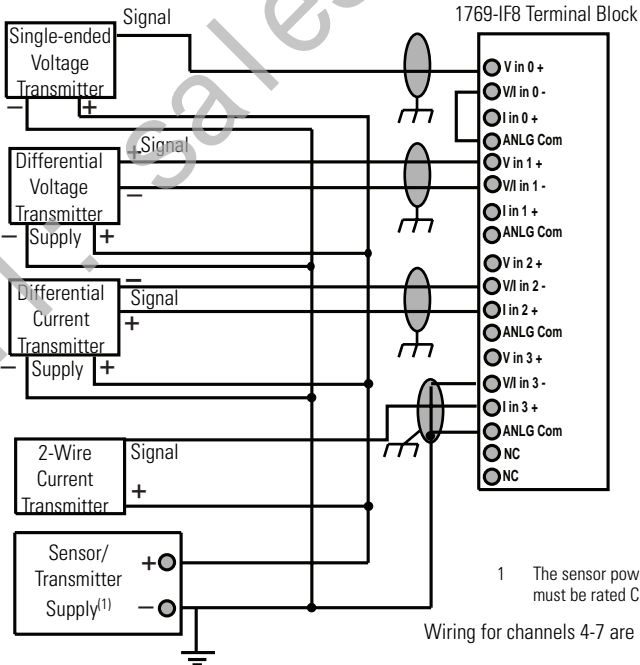 1769-IF8 Terminal Block
Signal
Single-ended
Voltage
Transmitter
− +
V in 0 +
V/I in 0 -
I in 0 +
ANLG Com
+ Signal
−
Differential
Voltage
Transmitter
− Supply +
V in 1 +
V/I in 1 -
I in 1 +
ANLG Com
− Signal
+
Differential
Current
Transmitter
− Supply +
V in 2 +
V/I in 2 -
I in 2 +
ANLG Com
V in 3 +
V/I in 3 -
I in 3 +
ANLG Com
NC
NC
2-Wire
Current
Transmitter
Signal
+
Sensor/
Transmitter
Supply(1)
+
−
1 The sensor pow
must be rated C
Wiring for channels 4-7 are